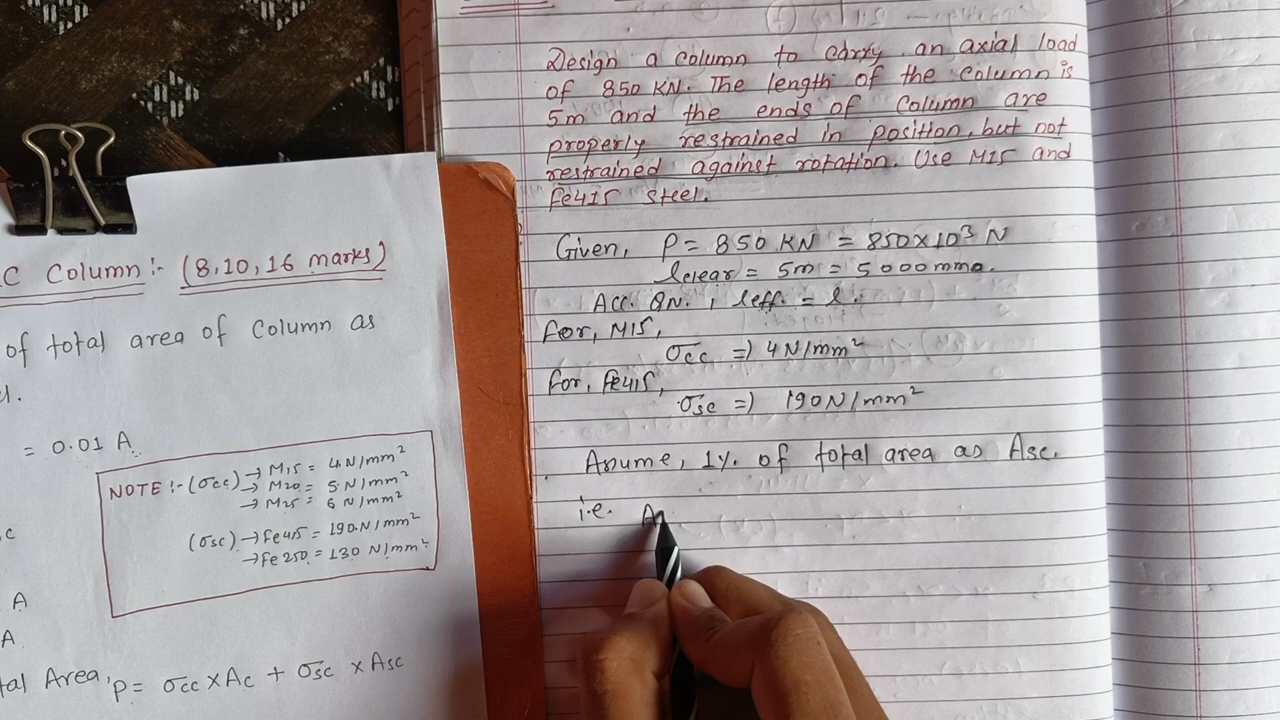 C Column:- (8,10,16 marks)
of total area of Column as
= 0.01 A
NOTE :- (σcc) → M15 = 4 N/mm²
→ M20 = 5 N/mm²
→ M25 = 6 N/mm²
(σsc) → Fe415 = 190 N/mm²
→ Fe 250 = 130 N/mm²
c
A
A
tal Area, P = σcc × Ac + σsc × Asc
Design a column to carry an axial load
of 850 KN. The length of the column is
5m and the ends of column are
properly restrained in position, but not
restrained against rotation. Use M15 and
Fe415 steel.
Given, P = 850 KN = 850×10³ N
lclear = 5m = 5000mm.
Acc. QN., leff. = l.
For, M15,
σcc => 4 N/mm²
For, Fe415,
σsc => 190 N/mm²
Assume, 1%. of total area as Asc.
i.e. A